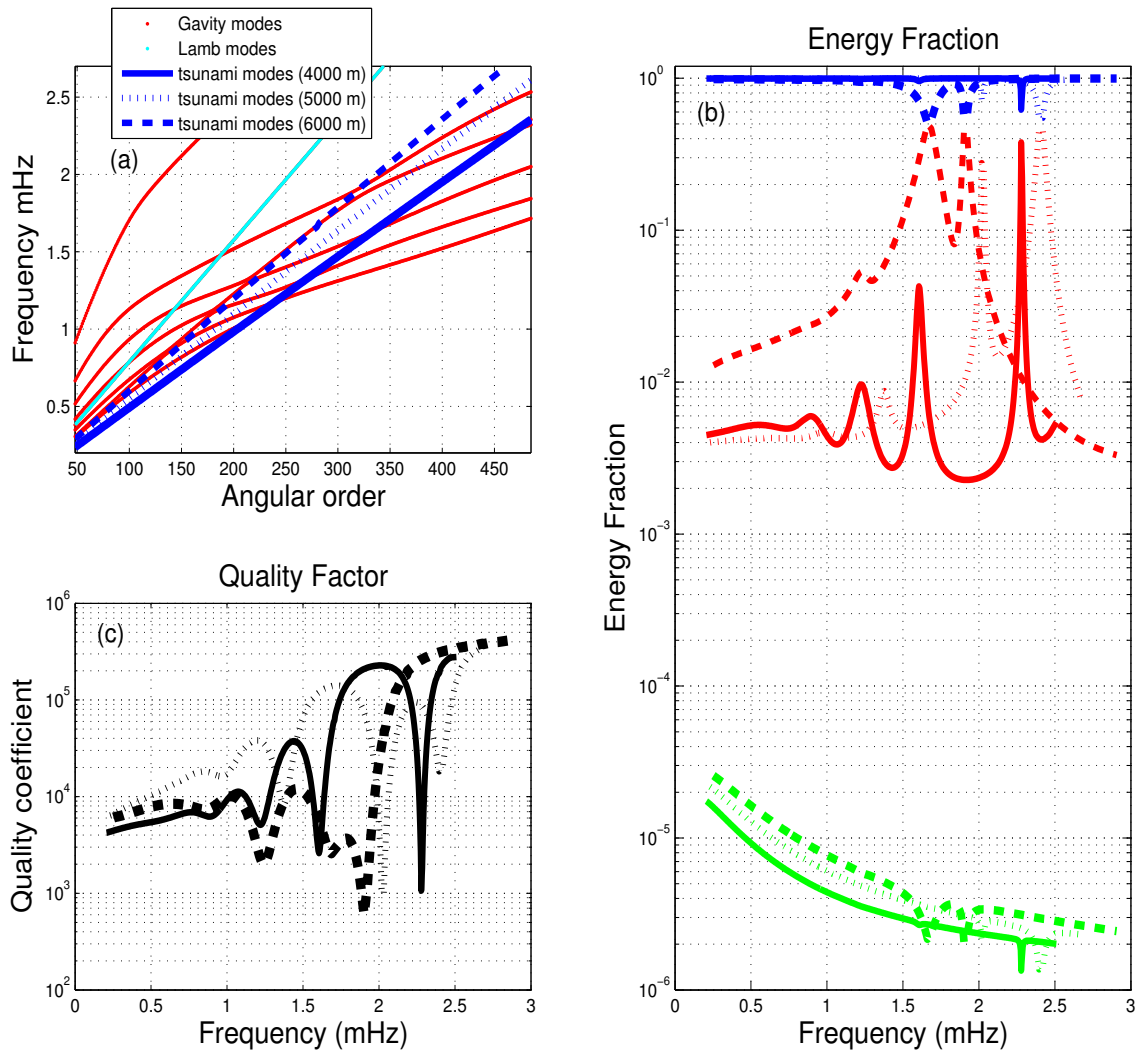 Gavity modes
Lamb modes
tsunami modes (4000 m)
tsunami modes (5000 m)
tsunami modes (6000 m)
(a)
Frequency mHz
2.5
2
1.5
1
0.5
50 100 150 200 250 300 350 400 450
Angular order
Energy Fraction
(b)
Energy Fraction
10^0
10^-1
10^-2
10^-3
10^-4
10^-5
10^-6
0 0.5 1 1.5 2 2.5 3
Frequency (mHz)
Quality Factor
(c)
Quality coefficient
10^6
10^5
10^4
10^3
10^2
0 0.5 1 1.5 2 2.5 3
Frequency (mHz)